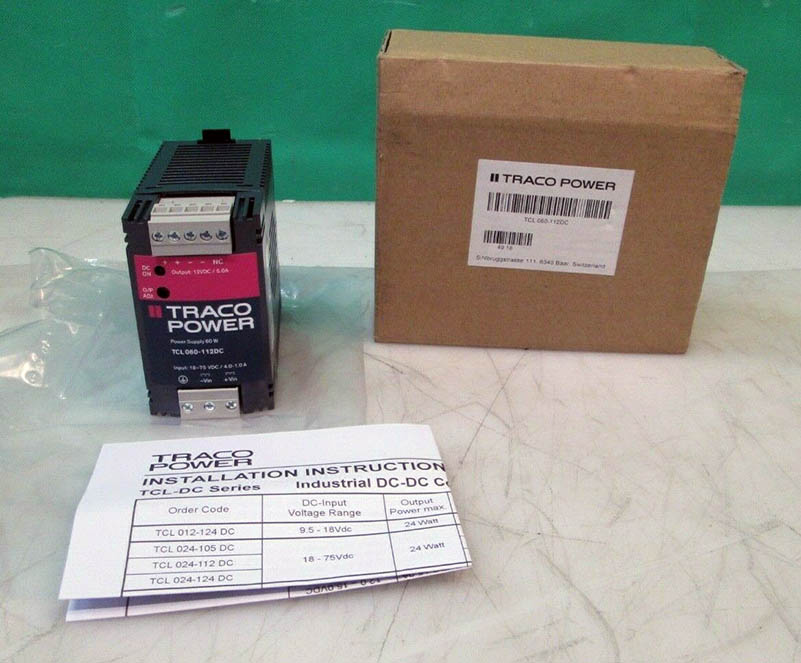 TRACO POWER
TCL 060-112DC
Bahnbruggstrasse 111, 6340 Baar, Switzerland
+ + − − NC
DC
ON
Output: 12VDC / 5.0A
O/P
ADJ
TRACO
POWER
Power Supply 60 W
TCL 060-112DC
Input: 18–75 VDC / 4.0-1.0 A
−Vin +Vin
TRACO
POWER
INSTALLATION INSTRUCTION
TCL-DC Series Industrial DC-DC Co
Order Code DC-Input Voltage Range Output Power max.
TCL 012-124 DC 9.5 - 18Vdc 24 Watt
TCL 024-105 DC
TCL 024-112 DC 18 - 75Vdc 24 Watt
TCL 024-124 DC